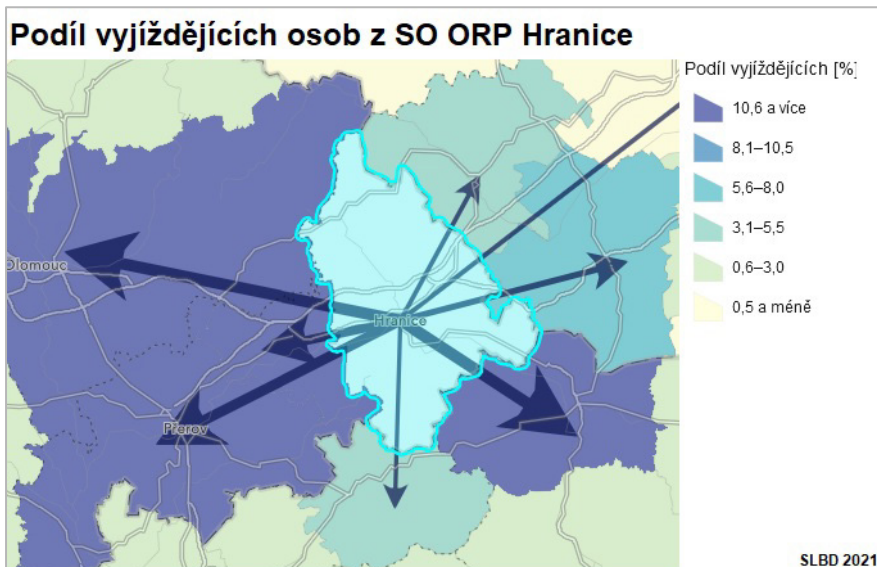 Podíl vyjíždějících osob z SO ORP Hranice
Podíl vyjíždějících [%]
10,6 a více
8,1–10,5
5,6–8,0
3,1–5,5
0,6–3,0
0,5 a méně
Olomouc
Hranice
Přerov
SLBD 2021